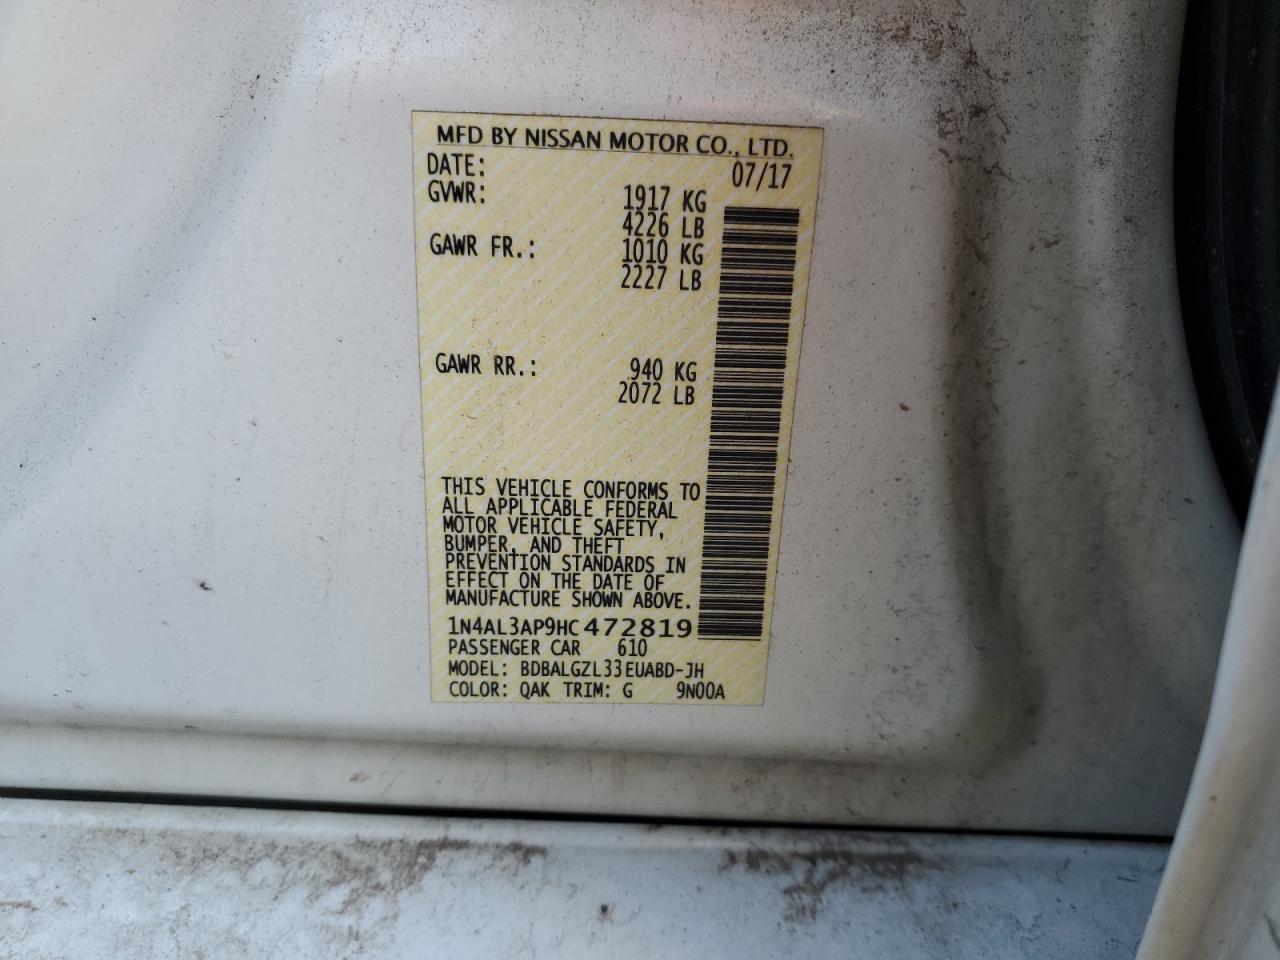 MFD BY NISSAN MOTOR CO., LTD.
DATE: 07/17
GVWR: 1917 KG
4226 LB
GAWR FR.: 1010 KG
2227 LB
GAWR RR.: 940 KG
2072 LB
THIS VEHICLE CONFORMS TO
ALL APPLICABLE FEDERAL
MOTOR VEHICLE SAFETY,
BUMPER, AND THEFT
PREVENTION STANDARDS IN
EFFECT ON THE DATE OF
MANUFACTURE SHOWN ABOVE.
1N4AL3AP9HC472819
PASSENGER CAR 610
MODEL: BDBALGZL33EUABD-JH
COLOR: QAK TRIM: G 9N00A